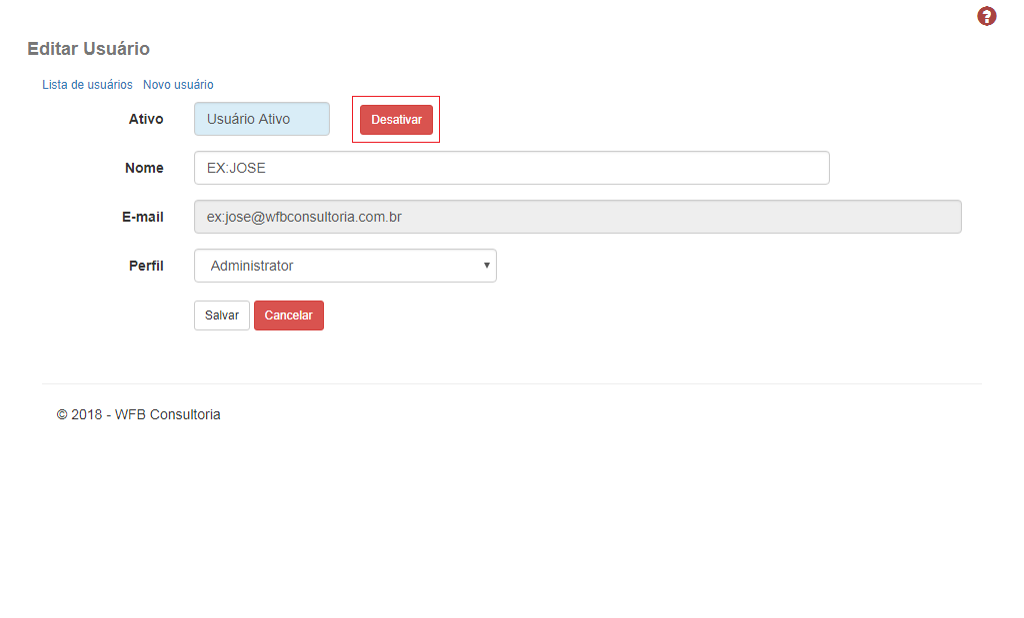 ?
Editar Usuário
Lista de usuários Novo usuário
Ativo Usuário Ativo Desativar
Nome EX:JOSE
E-mail ex:jose@wfbconsultoria.com.br
Perfil Administrator
Salvar Cancelar
© 2018 - WFB Consultoria